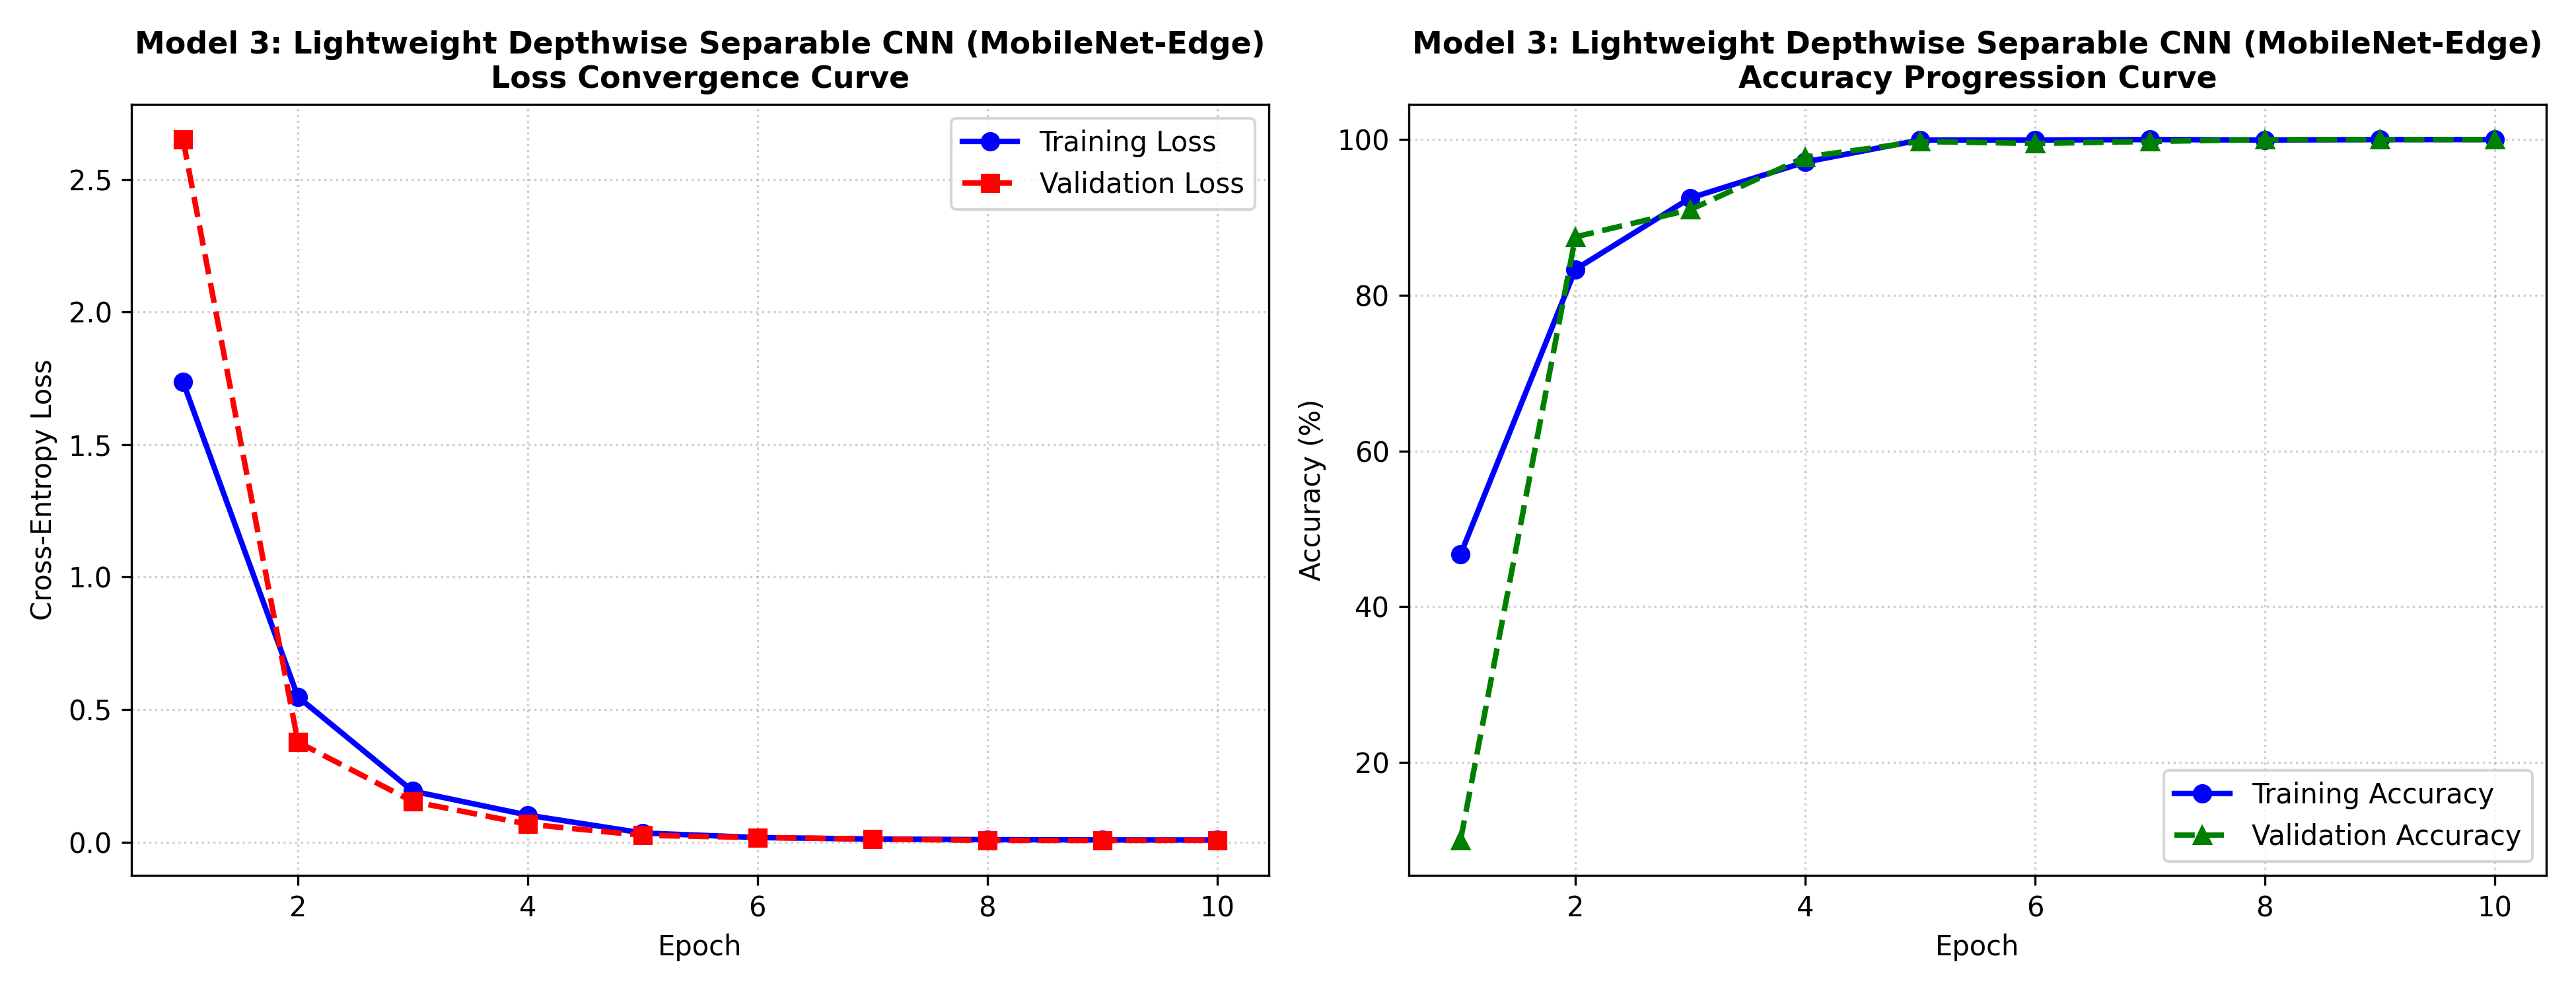 Model 3: Lightweight Depthwise Separable CNN (MobileNet-Edge)
Loss Convergence Curve
Training Loss
Validation Loss
2.5
2.0
1.5
1.0
0.5
0.0
Cross-Entropy Loss
2 4 6 8 10
Epoch
Model 3: Lightweight Depthwise Separable CNN (MobileNet-Edge)
Accuracy Progression Curve
100
80
60
40
20
Accuracy (%)
Training Accuracy
Validation Accuracy
2 4 6 8 10
Epoch